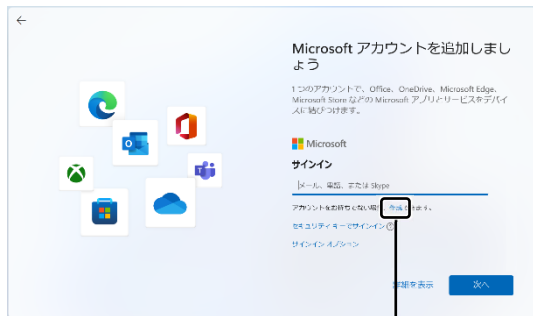 Microsoft アカウントを追加しまし
ょう
1 つのアカウントで、Office、OneDrive、Microsoft Edge、
Microsoft Store などの Microsoft アプリとサービスをデバイ
スに結びつけます。
Microsoft
サインイン
メール、電話、または Skype
アカウントをお持ちでない場合、作成できます。
セキュリティ キーでサインイン
サインイン オプション
詳細を表示
次へ